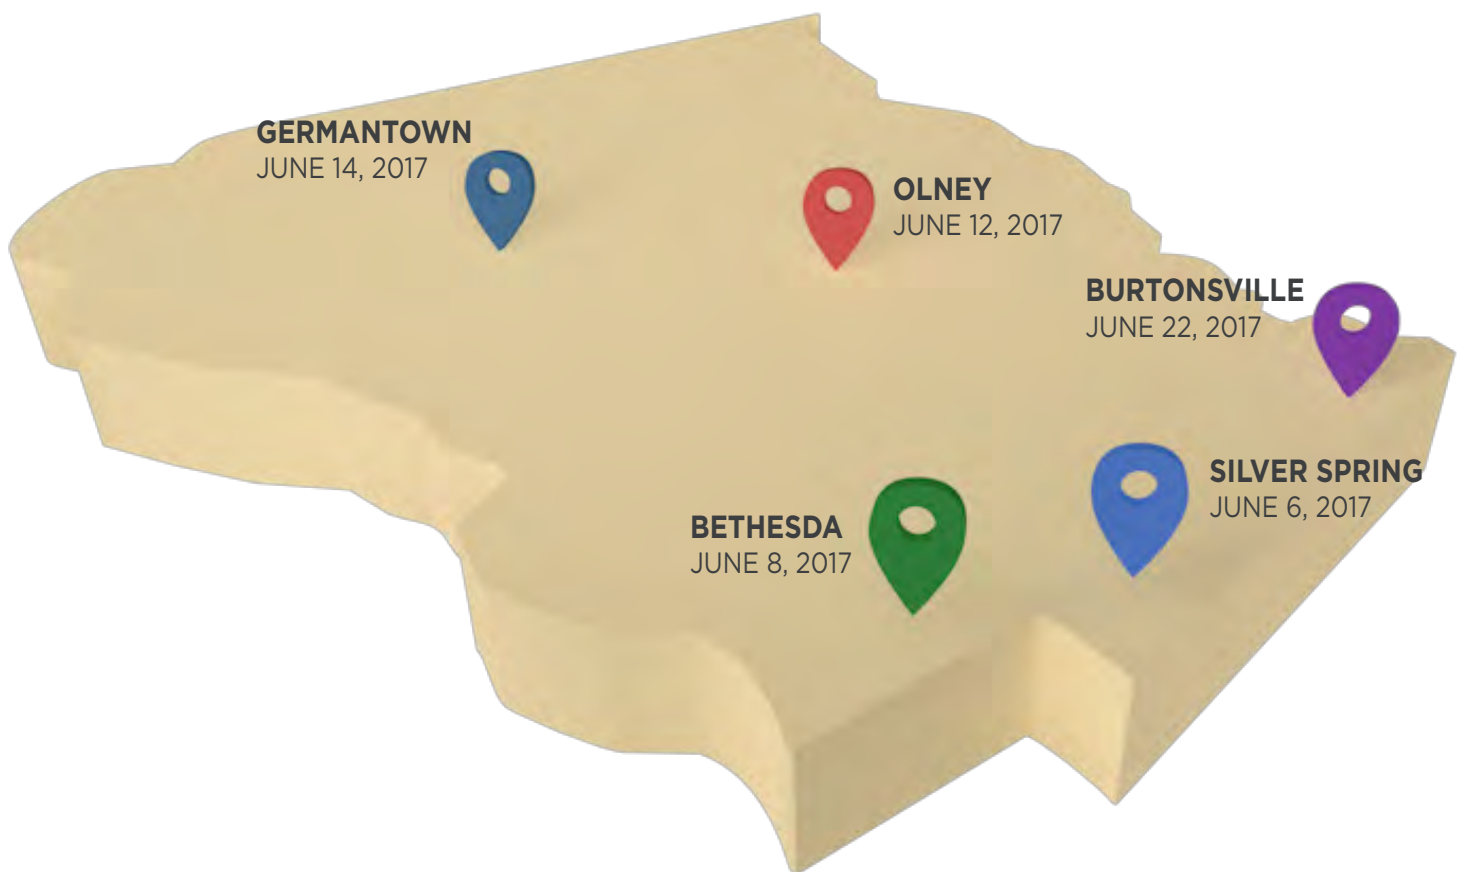 GERMANTOWN
JUNE 14, 2017
OLNEY
JUNE 12, 2017
BURTONSVILLE
JUNE 22, 2017
SILVER SPRING
JUNE 6, 2017
BETHESDA
JUNE 8, 2017